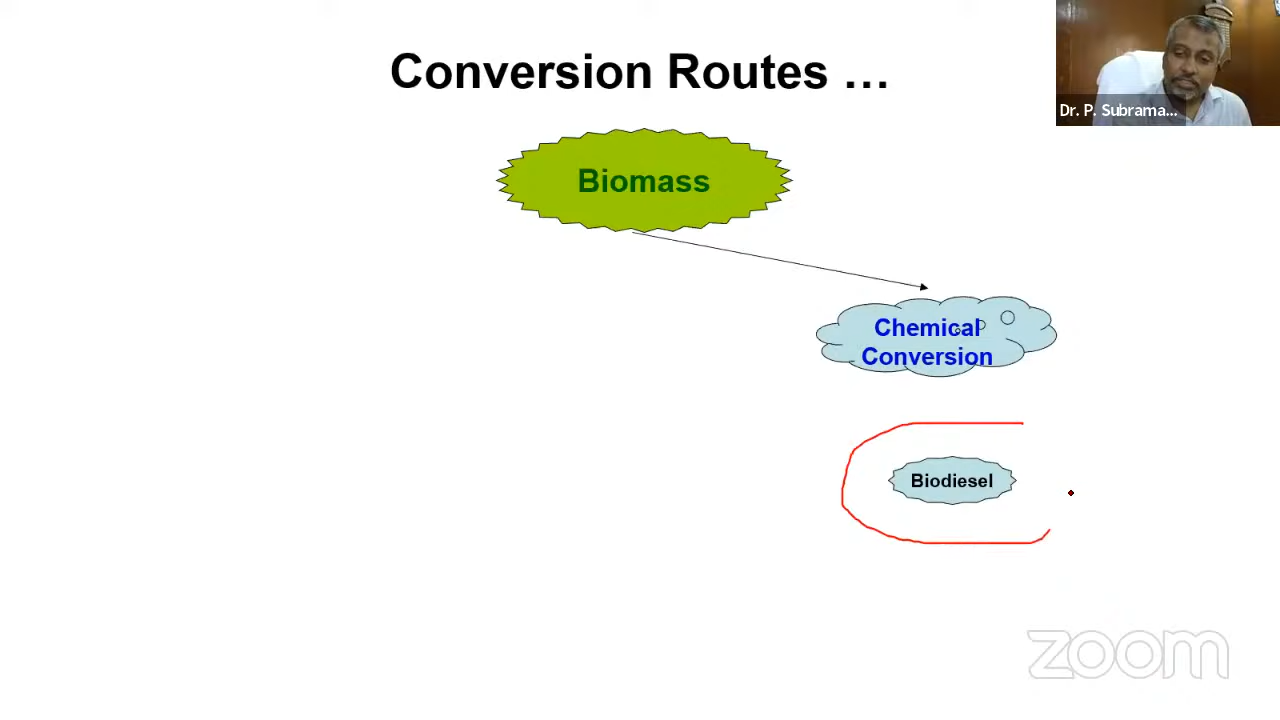 Conversion Routes …
Dr. P. Subrama...
Biomass
Chemical
Conversion
Biodiesel
zoom